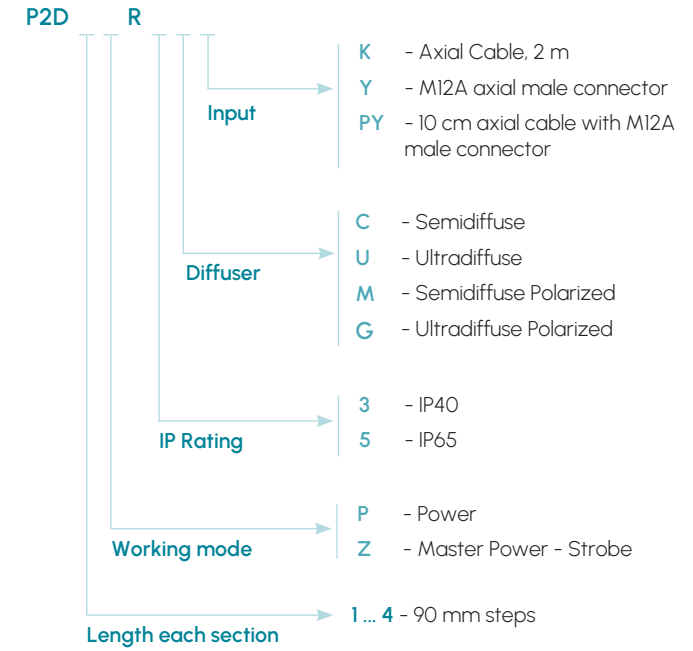 P2D R
K - Axial Cable, 2 m
Y - M12A axial male connector
Input
PY - 10 cm axial cable with M12A
male connector
C - Semidiffuse
U - Ultradiffuse
Diffuser
M - Semidiffuse Polarized
G - Ultradiffuse Polarized
3 - IP40
IP Rating
5 - IP65
P - Power
Working mode
Z - Master Power - Strobe
1 ... 4 - 90 mm steps
Length each section